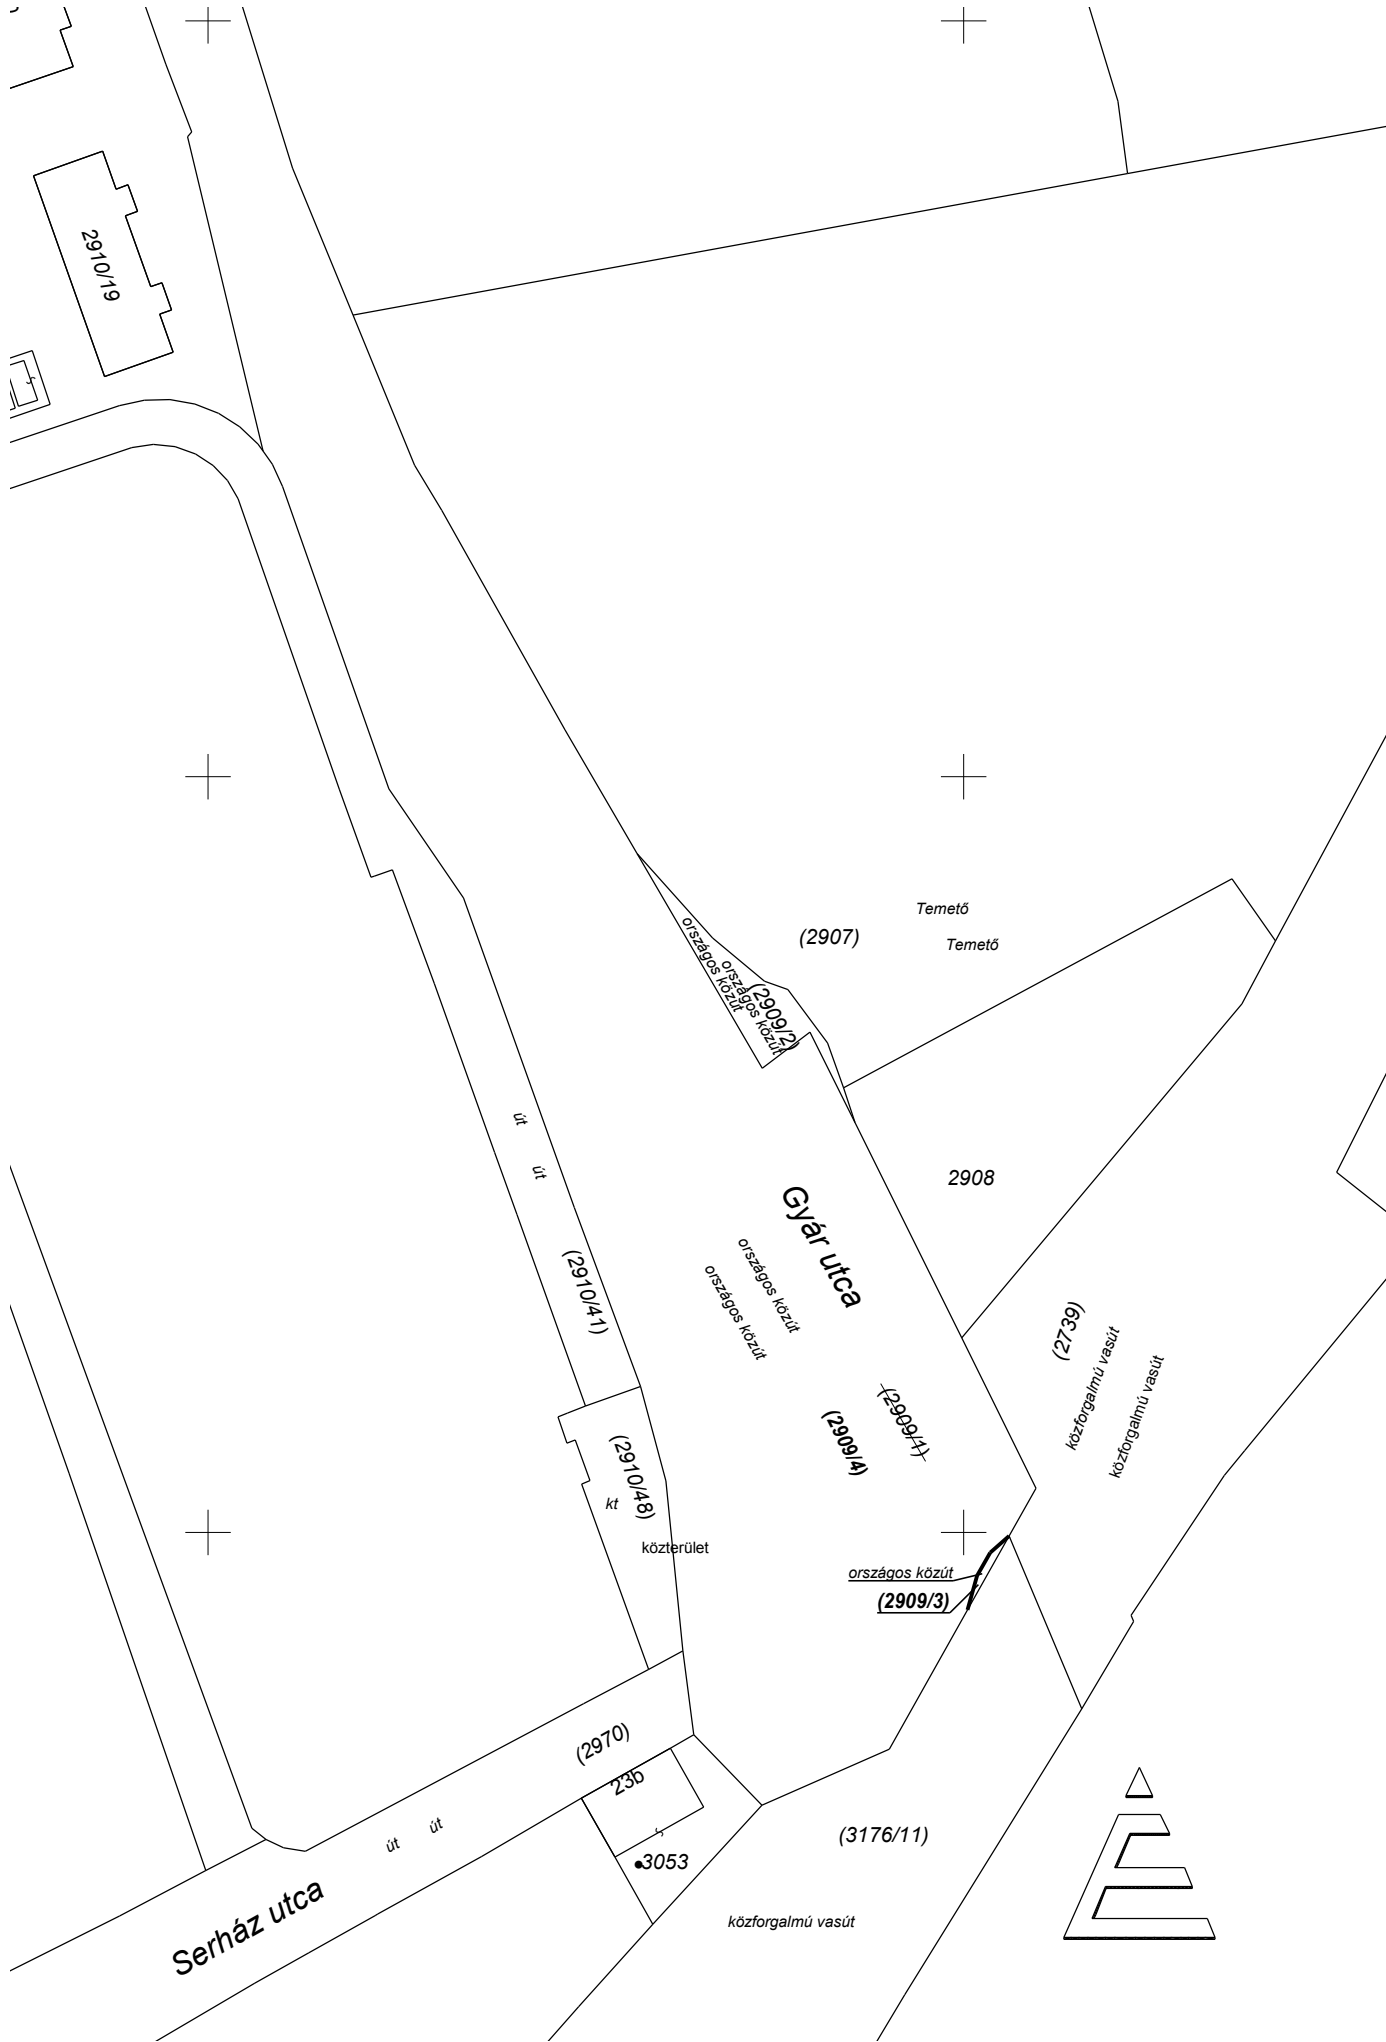 2910/19
Temető
(2907)
Temető
országos közút
országos közút
(2909/2)
út
út
2908
Gyár utca
országos közút
országos közút
(2910/41)
(2739)
közforgalmú vasút
közforgalmú vasút
(2909/1)
(2909/4)
(2910/48)
kt
közterület
országos közút
(2909/3)
(2970)
23b
út
út
(3176/11)
3053
Serház utca
közforgalmú vasút